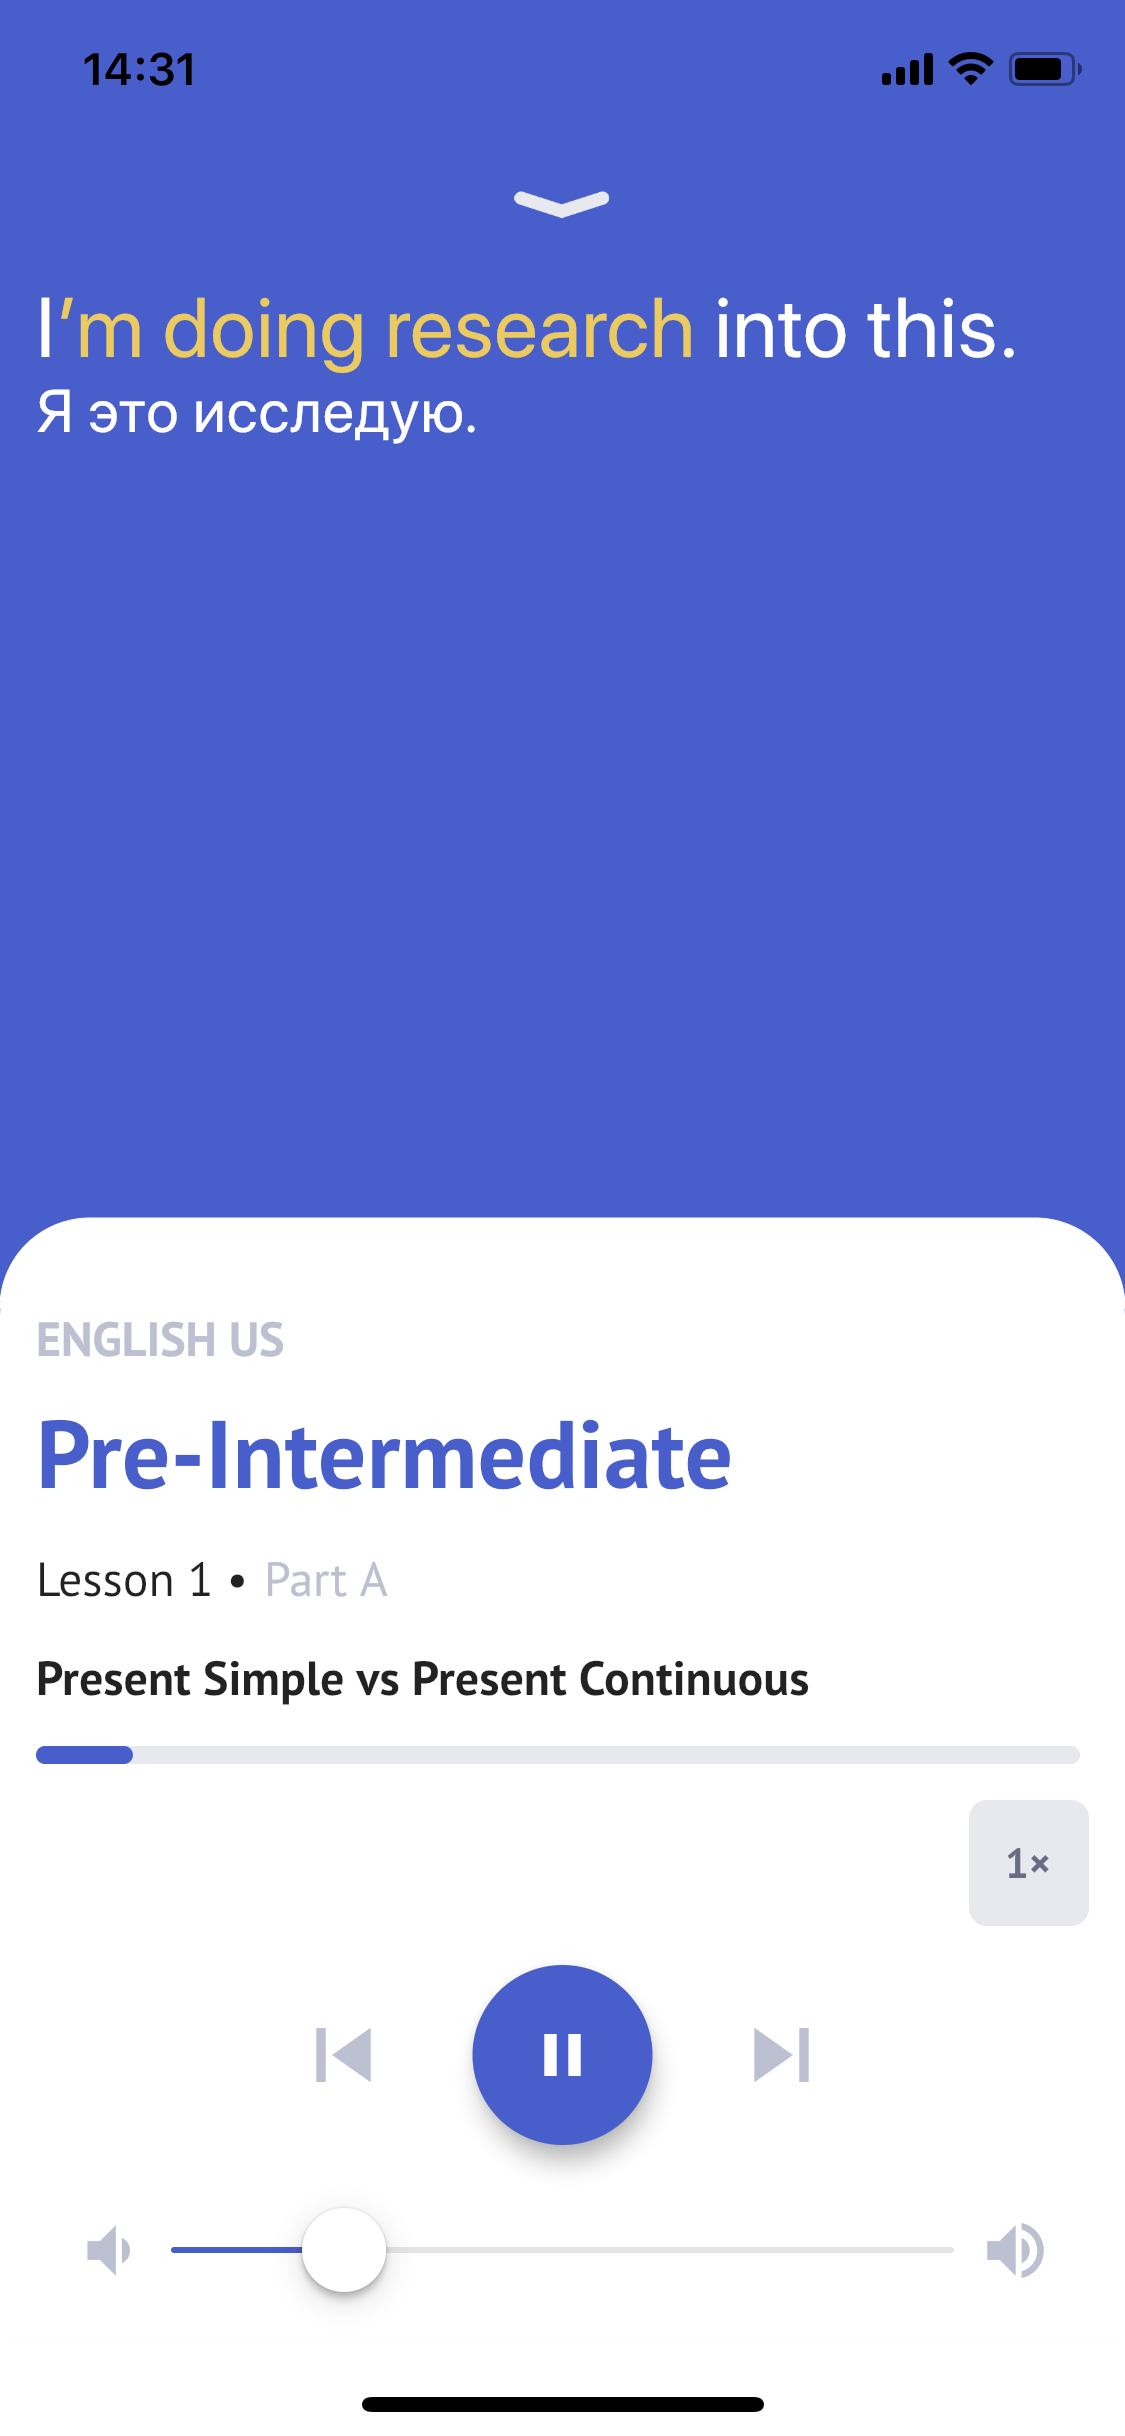 14:31
I’m doing research into this.
Я это исследую.
ENGLISH US
Pre-Intermediate
Lesson 1 • Part A
Present Simple vs Present Continuous
1×